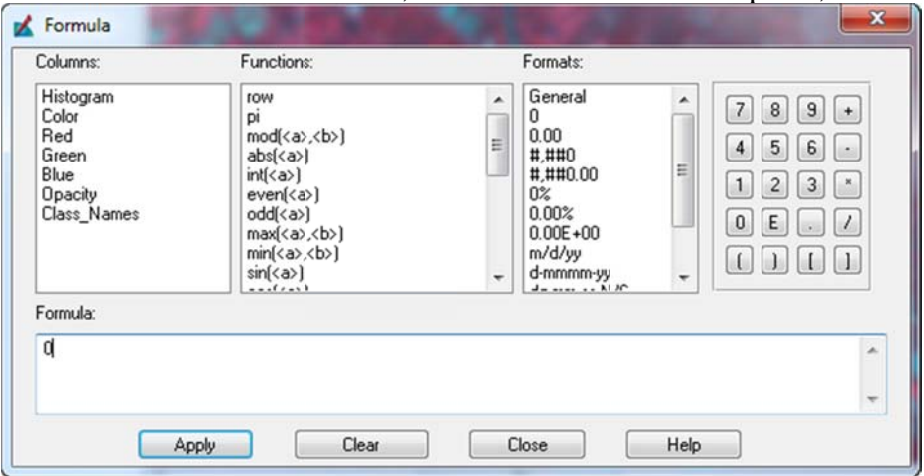 Formula
Columns:
Histogram
Color
Red
Green
Blue
Opacity
Class_Names
Functions:
row
pi
mod(<a>,<b>)
abs(<a>)
int(<a>)
even(<a>)
odd(<a>)
max(<a>,<b>)
min(<a>,<b>)
sin(<a>)
Formats:
General
0
0.00
#,##0
#,##0.00
0%
0.00%
0.00E+00
m/d/yy
d-mmmm-yy
7 8 9 +
4 5 6 -
1 2 3 *
0 E . /
( ) [ ]
Formula:
0
Apply Clear Close Help